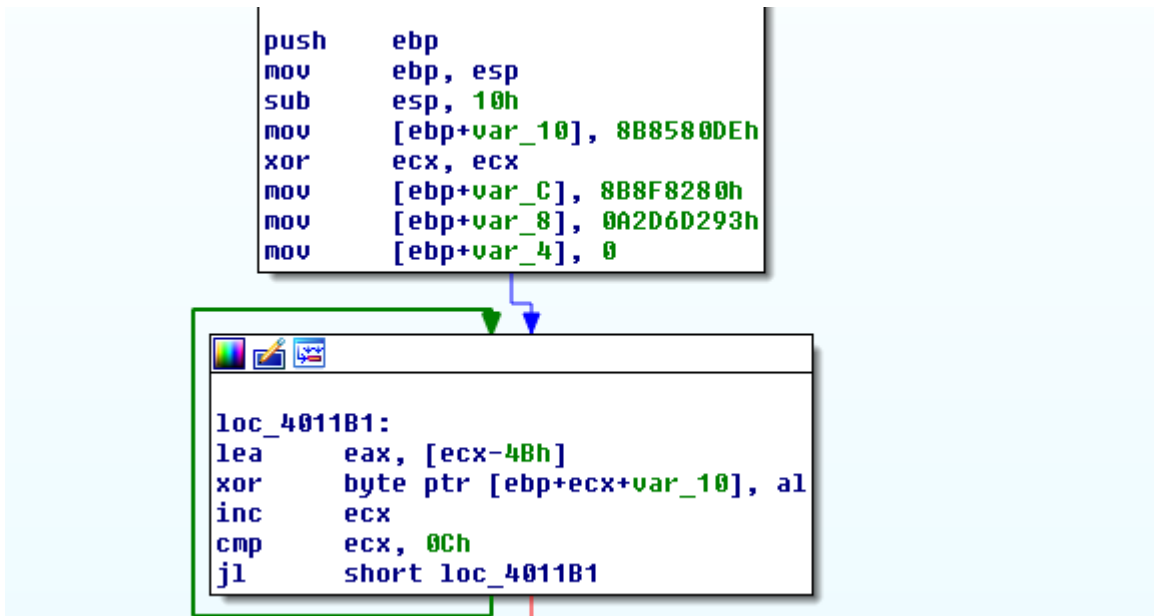 push ebp
mov ebp, esp
sub esp, 10h
mov [ebp+var_10], 8B8580DEh
xor ecx, ecx
mov [ebp+var_C], 8B8F8280h
mov [ebp+var_8], 0A2D6D293h
mov [ebp+var_4], 0
loc_4011B1:
lea eax, [ecx-4Bh]
xor byte ptr [ebp+ecx+var_10], al
inc ecx
cmp ecx, 0Ch
jl short loc_4011B1